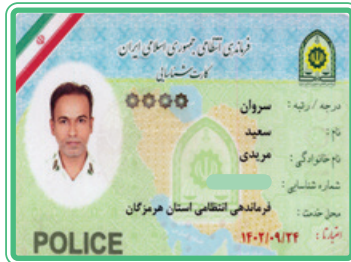 فرماندهی انتظامی جمهوری اسلامی ایران
کارت شناسایی
درجه / رتبه : سروان
نام : سعید
نام خانوادگی : مریدی
شماره شناسایی :
محل خدمت : فرماندهی انتظامی استان هرمزگان
اعتبار تا : ۱۴۰۲/۰۹/۲۴
POLICE